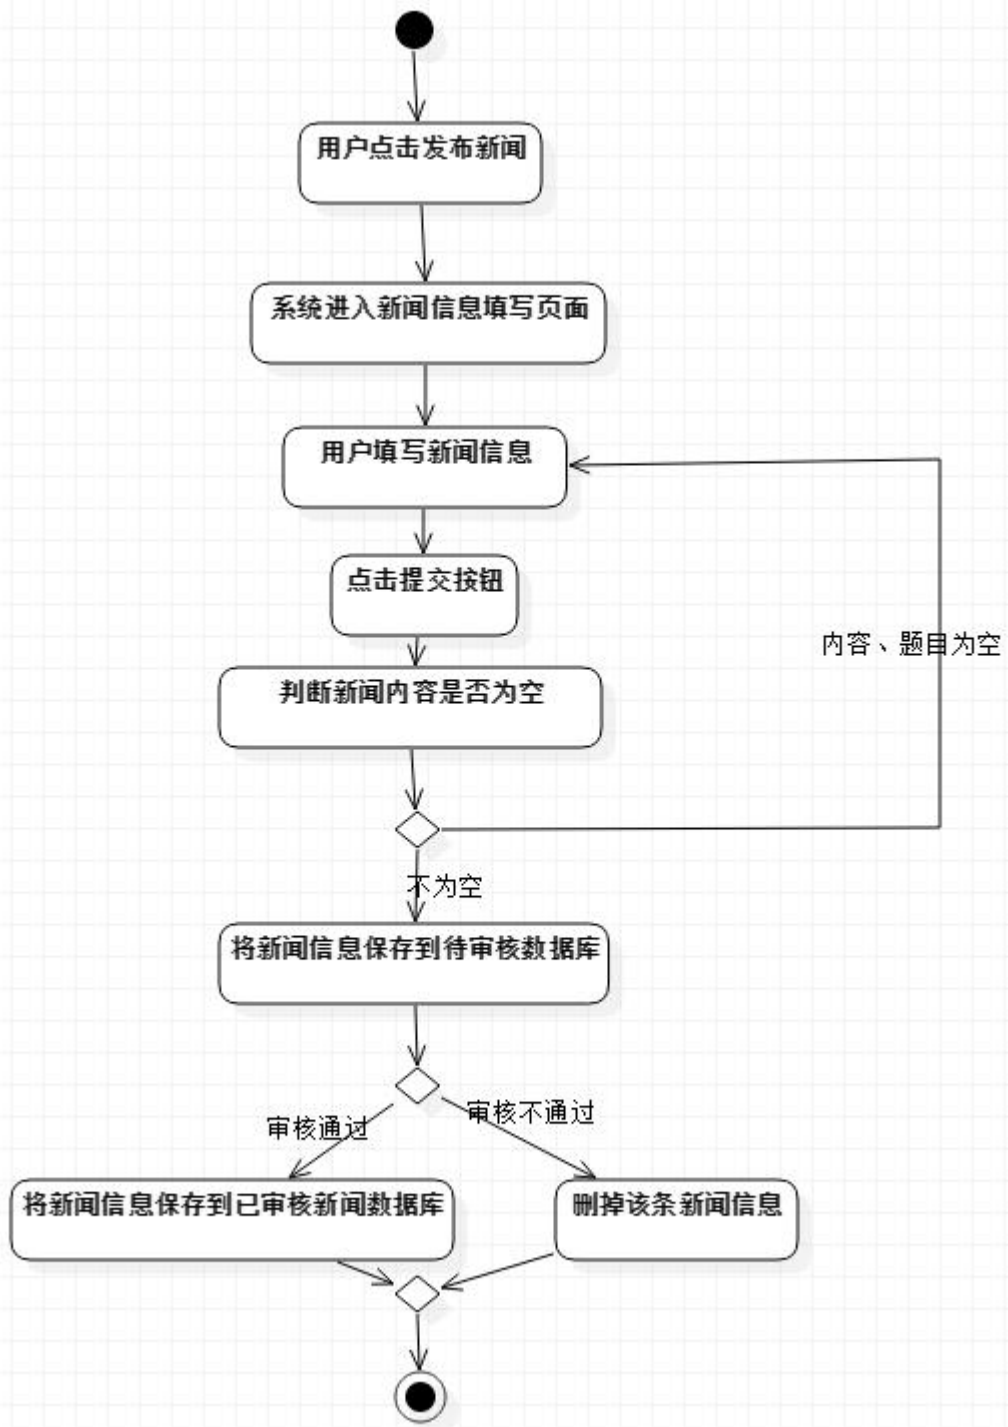 用户点击发布新闻
系统进入新闻信息填写页面
用户填写新闻信息
点击提交按钮
内容、题目为空
判断新闻内容是否为空
不为空
将新闻信息保存到待审核数据库
审核通过
审核不通过
将新闻信息保存到已审核新闻数据库
删掉该条新闻信息